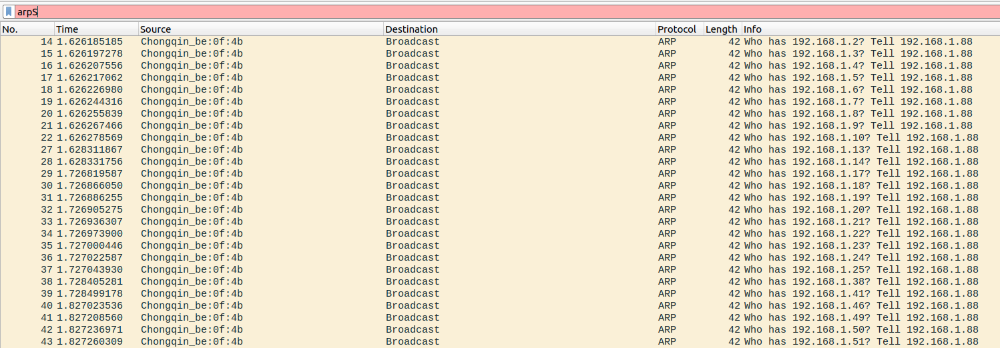 arpS
No. Time Source Destination Protocol Length Info
14 1.626185185 Chongqin_be:0f:4b Broadcast ARP 42 Who has 192.168.1.2? Tell 192.168.1.88
15 1.626197278 Chongqin_be:0f:4b Broadcast ARP 42 Who has 192.168.1.3? Tell 192.168.1.88
16 1.626207556 Chongqin_be:0f:4b Broadcast ARP 42 Who has 192.168.1.4? Tell 192.168.1.88
17 1.626217062 Chongqin_be:0f:4b Broadcast ARP 42 Who has 192.168.1.5? Tell 192.168.1.88
18 1.626226980 Chongqin_be:0f:4b Broadcast ARP 42 Who has 192.168.1.6? Tell 192.168.1.88
19 1.626244316 Chongqin_be:0f:4b Broadcast ARP 42 Who has 192.168.1.7? Tell 192.168.1.88
20 1.626255839 Chongqin_be:0f:4b Broadcast ARP 42 Who has 192.168.1.8? Tell 192.168.1.88
21 1.626267466 Chongqin_be:0f:4b Broadcast ARP 42 Who has 192.168.1.9? Tell 192.168.1.88
22 1.626278569 Chongqin_be:0f:4b Broadcast ARP 42 Who has 192.168.1.10? Tell 192.168.1.88
27 1.628311867 Chongqin_be:0f:4b Broadcast ARP 42 Who has 192.168.1.13? Tell 192.168.1.88
28 1.628331756 Chongqin_be:0f:4b Broadcast ARP 42 Who has 192.168.1.14? Tell 192.168.1.88
29 1.726819587 Chongqin_be:0f:4b Broadcast ARP 42 Who has 192.168.1.17? Tell 192.168.1.88
30 1.726866050 Chongqin_be:0f:4b Broadcast ARP 42 Who has 192.168.1.18? Tell 192.168.1.88
31 1.726886255 Chongqin_be:0f:4b Broadcast ARP 42 Who has 192.168.1.19? Tell 192.168.1.88
32 1.726905275 Chongqin_be:0f:4b Broadcast ARP 42 Who has 192.168.1.20? Tell 192.168.1.88
33 1.726936307 Chongqin_be:0f:4b Broadcast ARP 42 Who has 192.168.1.21? Tell 192.168.1.88
34 1.726973900 Chongqin_be:0f:4b Broadcast ARP 42 Who has 192.168.1.22? Tell 192.168.1.88
35 1.727000446 Chongqin_be:0f:4b Broadcast ARP 42 Who has 192.168.1.23? Tell 192.168.1.88
36 1.727022587 Chongqin_be:0f:4b Broadcast ARP 42 Who has 192.168.1.24? Tell 192.168.1.88
37 1.727043930 Chongqin_be:0f:4b Broadcast ARP 42 Who has 192.168.1.25? Tell 192.168.1.88
38 1.728405281 Chongqin_be:0f:4b Broadcast ARP 42 Who has 192.168.1.38? Tell 192.168.1.88
39 1.728499178 Chongqin_be:0f:4b Broadcast ARP 42 Who has 192.168.1.41? Tell 192.168.1.88
40 1.827023536 Chongqin_be:0f:4b Broadcast ARP 42 Who has 192.168.1.46? Tell 192.168.1.88
41 1.827208560 Chongqin_be:0f:4b Broadcast ARP 42 Who has 192.168.1.49? Tell 192.168.1.88
42 1.827236971 Chongqin_be:0f:4b Broadcast ARP 42 Who has 192.168.1.50? Tell 192.168.1.88
43 1.827260309 Chongqin_be:0f:4b Broadcast ARP 42 Who has 192.168.1.51? Tell 192.168.1.88